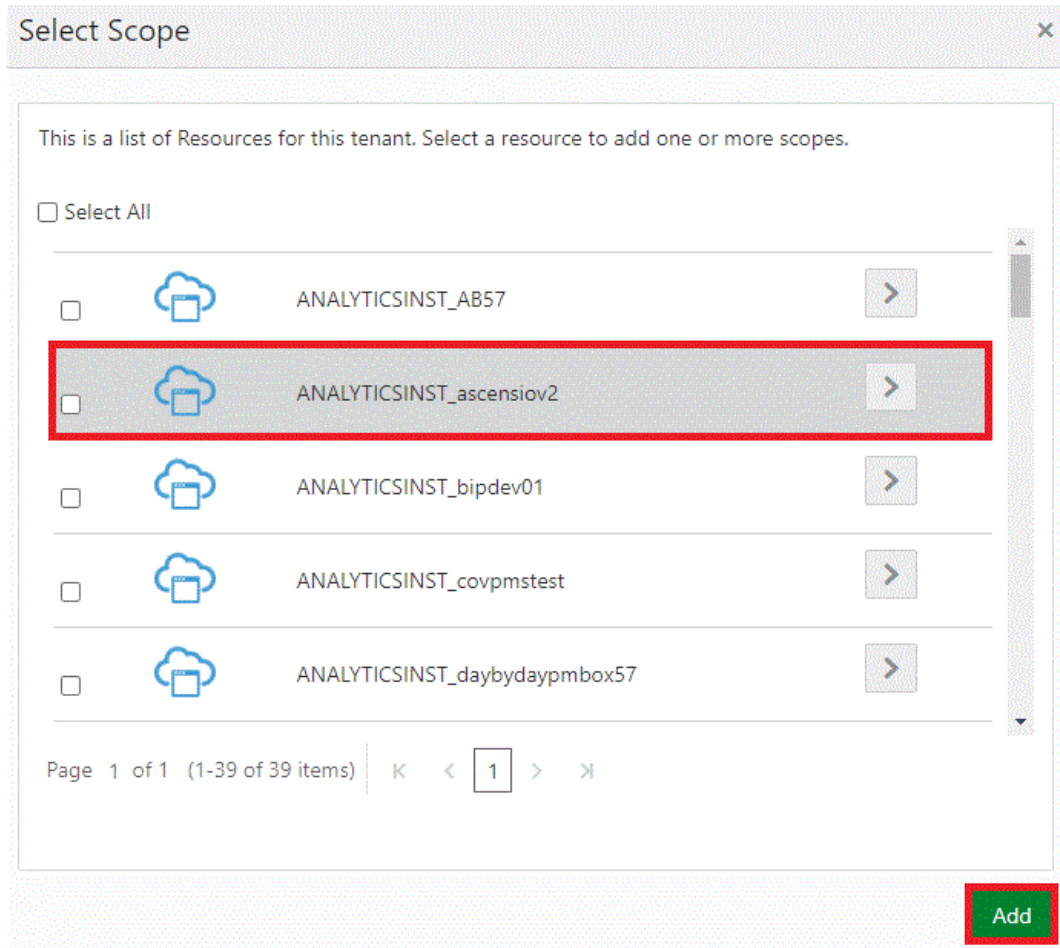 Select Scope
This is a list of Resources for this tenant. Select a resource to add one or more scopes.
Select All
ANALYTICSINST_AB57
ANALYTICSINST_ascensiov2
ANALYTICSINST_bipdev01
ANALYTICSINST_covpmstest
ANALYTICSINST_daybydaypmbox57
Page 1 of 1 (1-39 of 39 items) 1
Add